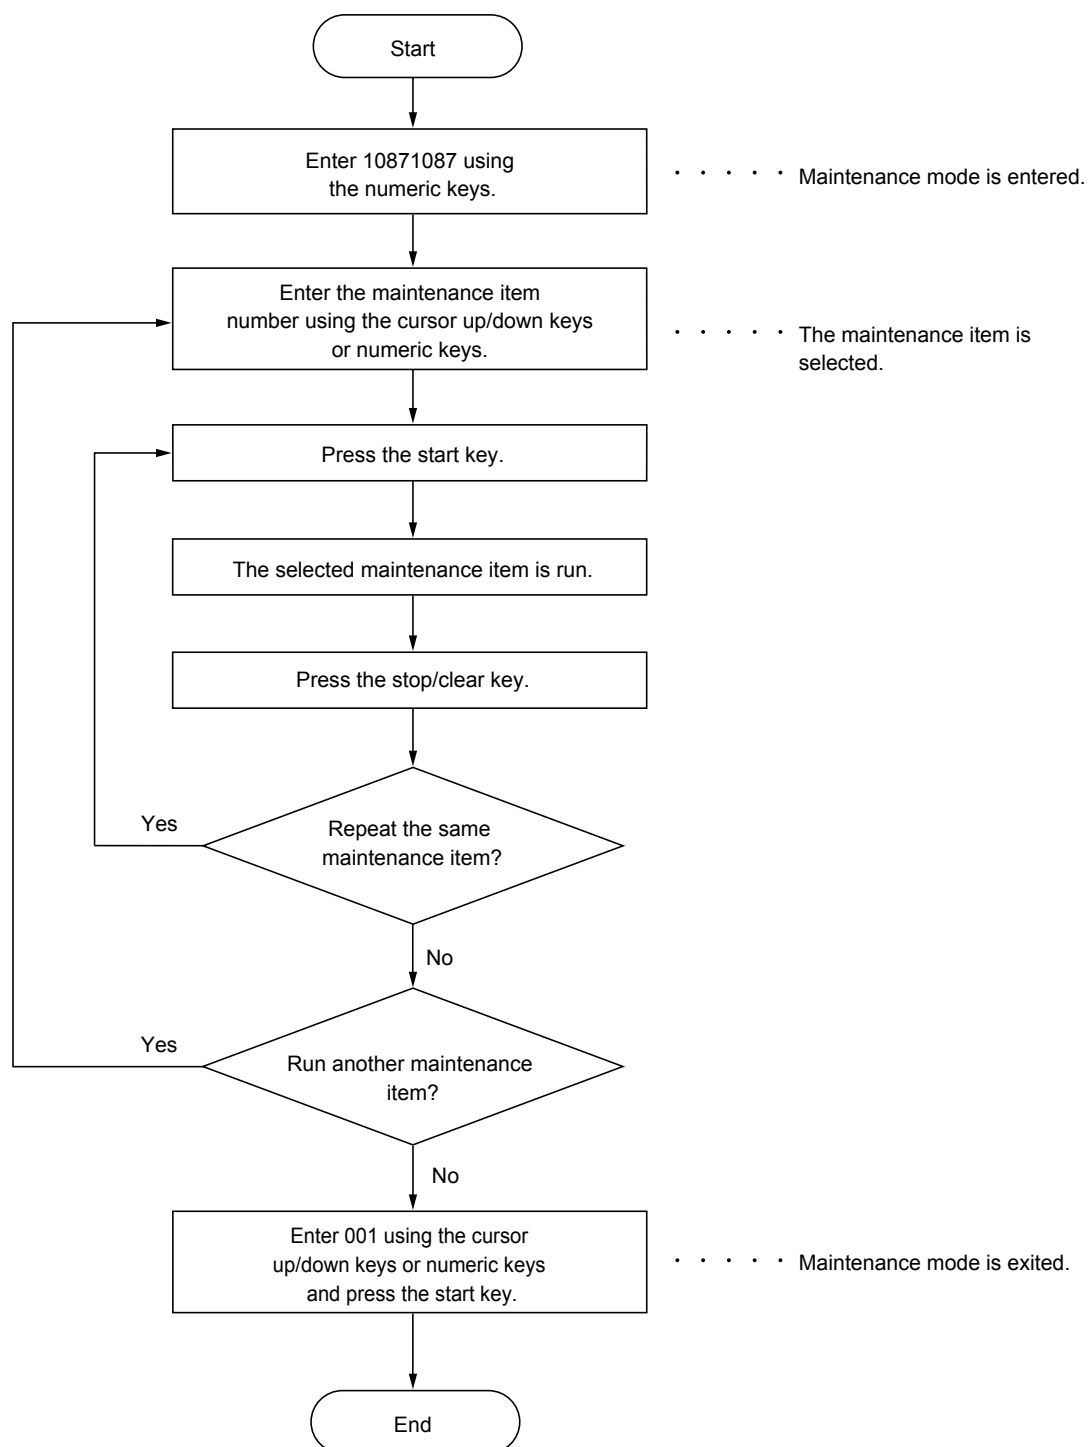 Start
Enter 10871087 using
the numeric keys.
Maintenance mode is entered.
Enter the maintenance item
number using the cursor up/down keys
or numeric keys.
The maintenance item is
selected.
Press the start key.
The selected maintenance item is run.
Press the stop/clear key.
Yes
Repeat the same
maintenance item?
No
Yes
Run another maintenance
item?
No
Enter 001 using the cursor
up/down keys or numeric keys
and press the start key.
Maintenance mode is exited.
End